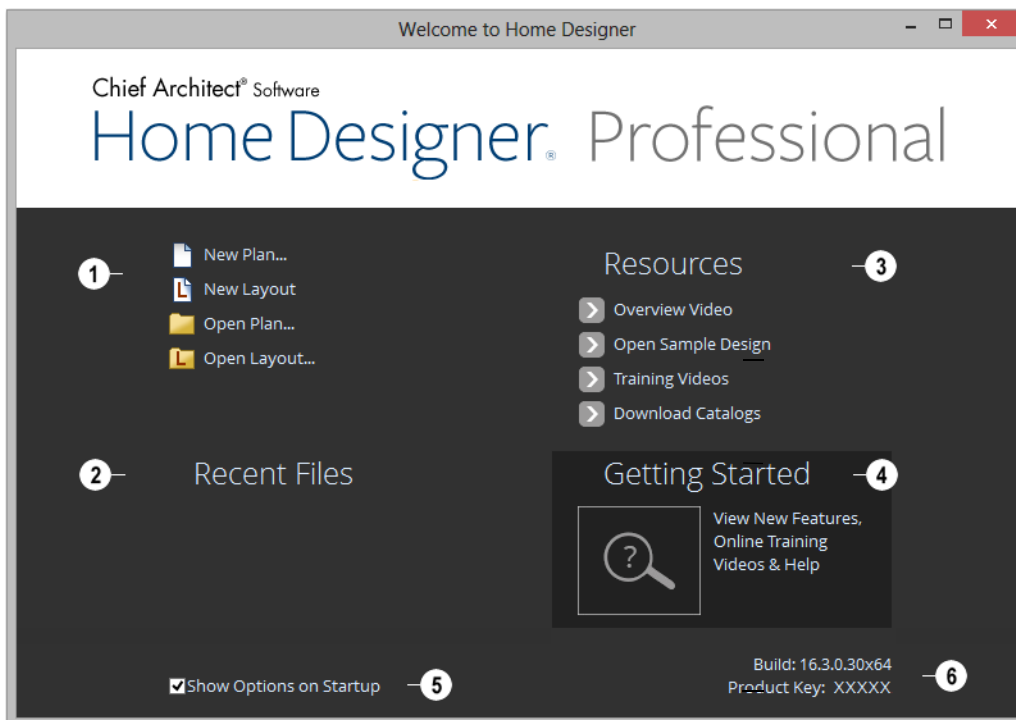 Welcome to Home Designer
Chief Architect® Software
Home Designer® Professional
1
New Plan...
New Layout
Open Plan...
Open Layout...
Resources
3
Overview Video
Open Sample Design
Training Videos
Download Catalogs
2
Recent Files
Getting Started
4
View New Features,
Online Training
Videos & Help
Show Options on Startup
5
Build: 16.3.0.30x64
Product Key: XXXXX
6